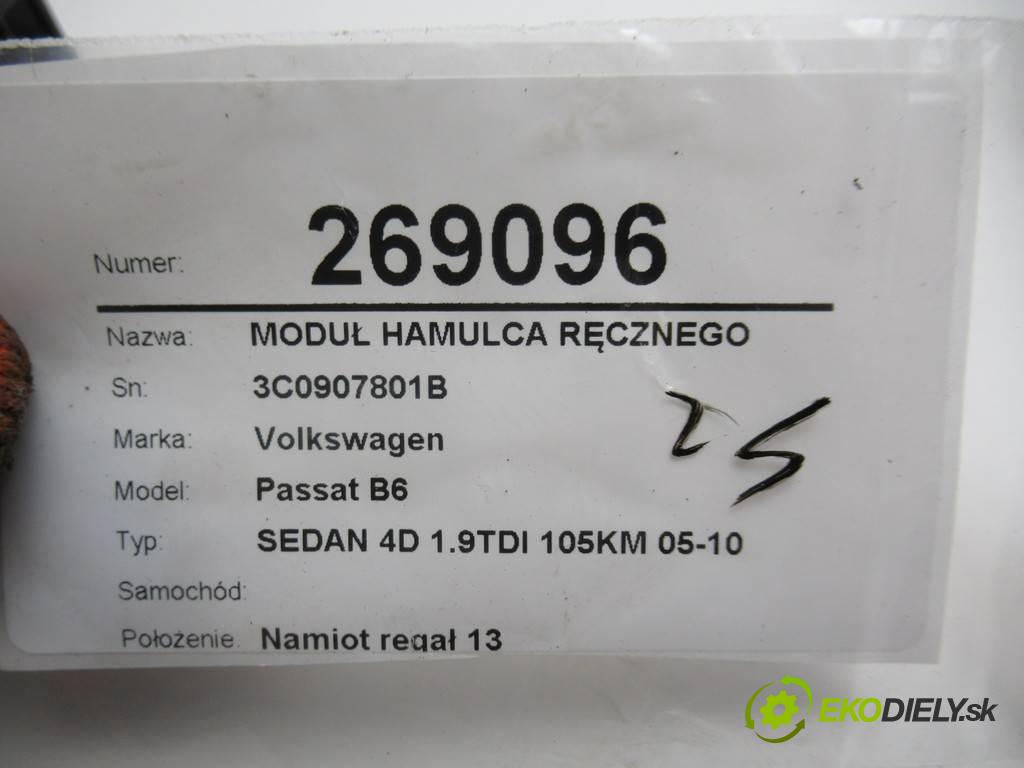 Numer: 269096
Nazwa: MODUŁ HAMULCA RĘCZNEGO
Sn: 3C0907801B
Marka: Volkswagen
Model: Passat B6
Typ: SEDAN 4D 1.9TDI 105KM 05-10
Samochód:
Położenie: Namiot regał 13
25
EKODIELY.sk